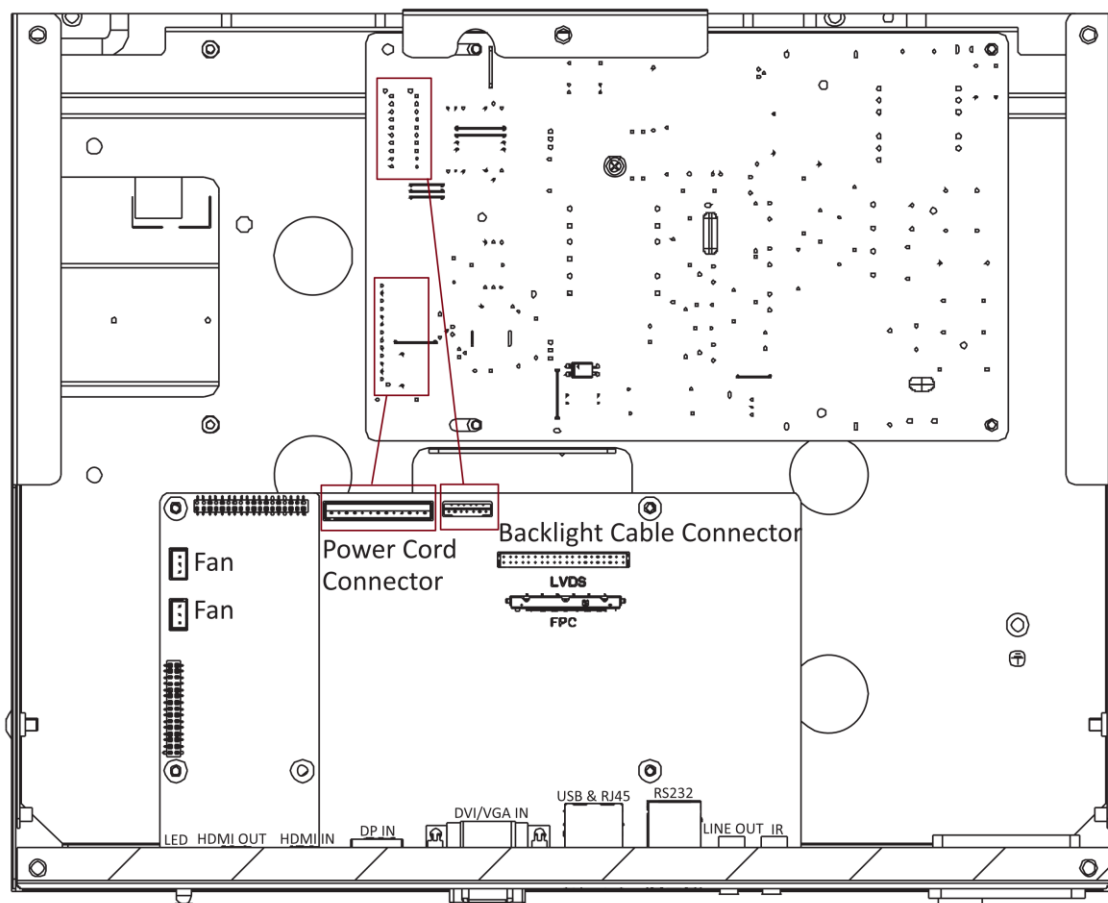 Backlight Cable Connector
Power Cord
Connector
Fan
LVDS
Fan
FPC
USB & RJ45
RS232
DVI/VGA IN
LED
HDMI OUT
HDMI IN
DP IN
LINE OUT
IR